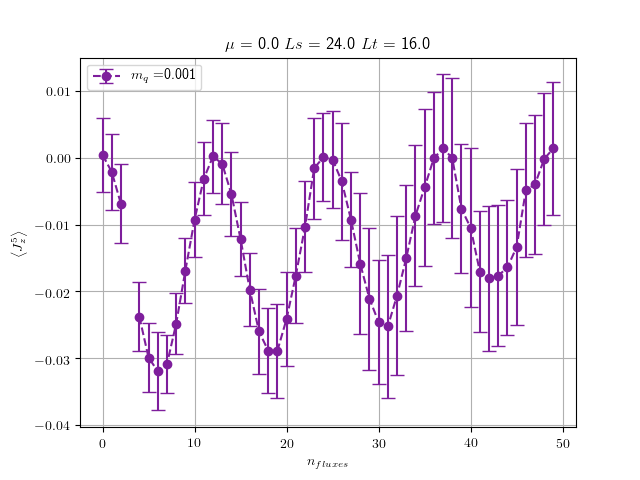 μ = 0.0 Ls = 24.0 Lt = 16.0
m_q =0.001
0.01
0.00
−0.01
−0.02
−0.03
−0.04
⟨J_z^5⟩
0 10 20 30 40 50
n_fluxes